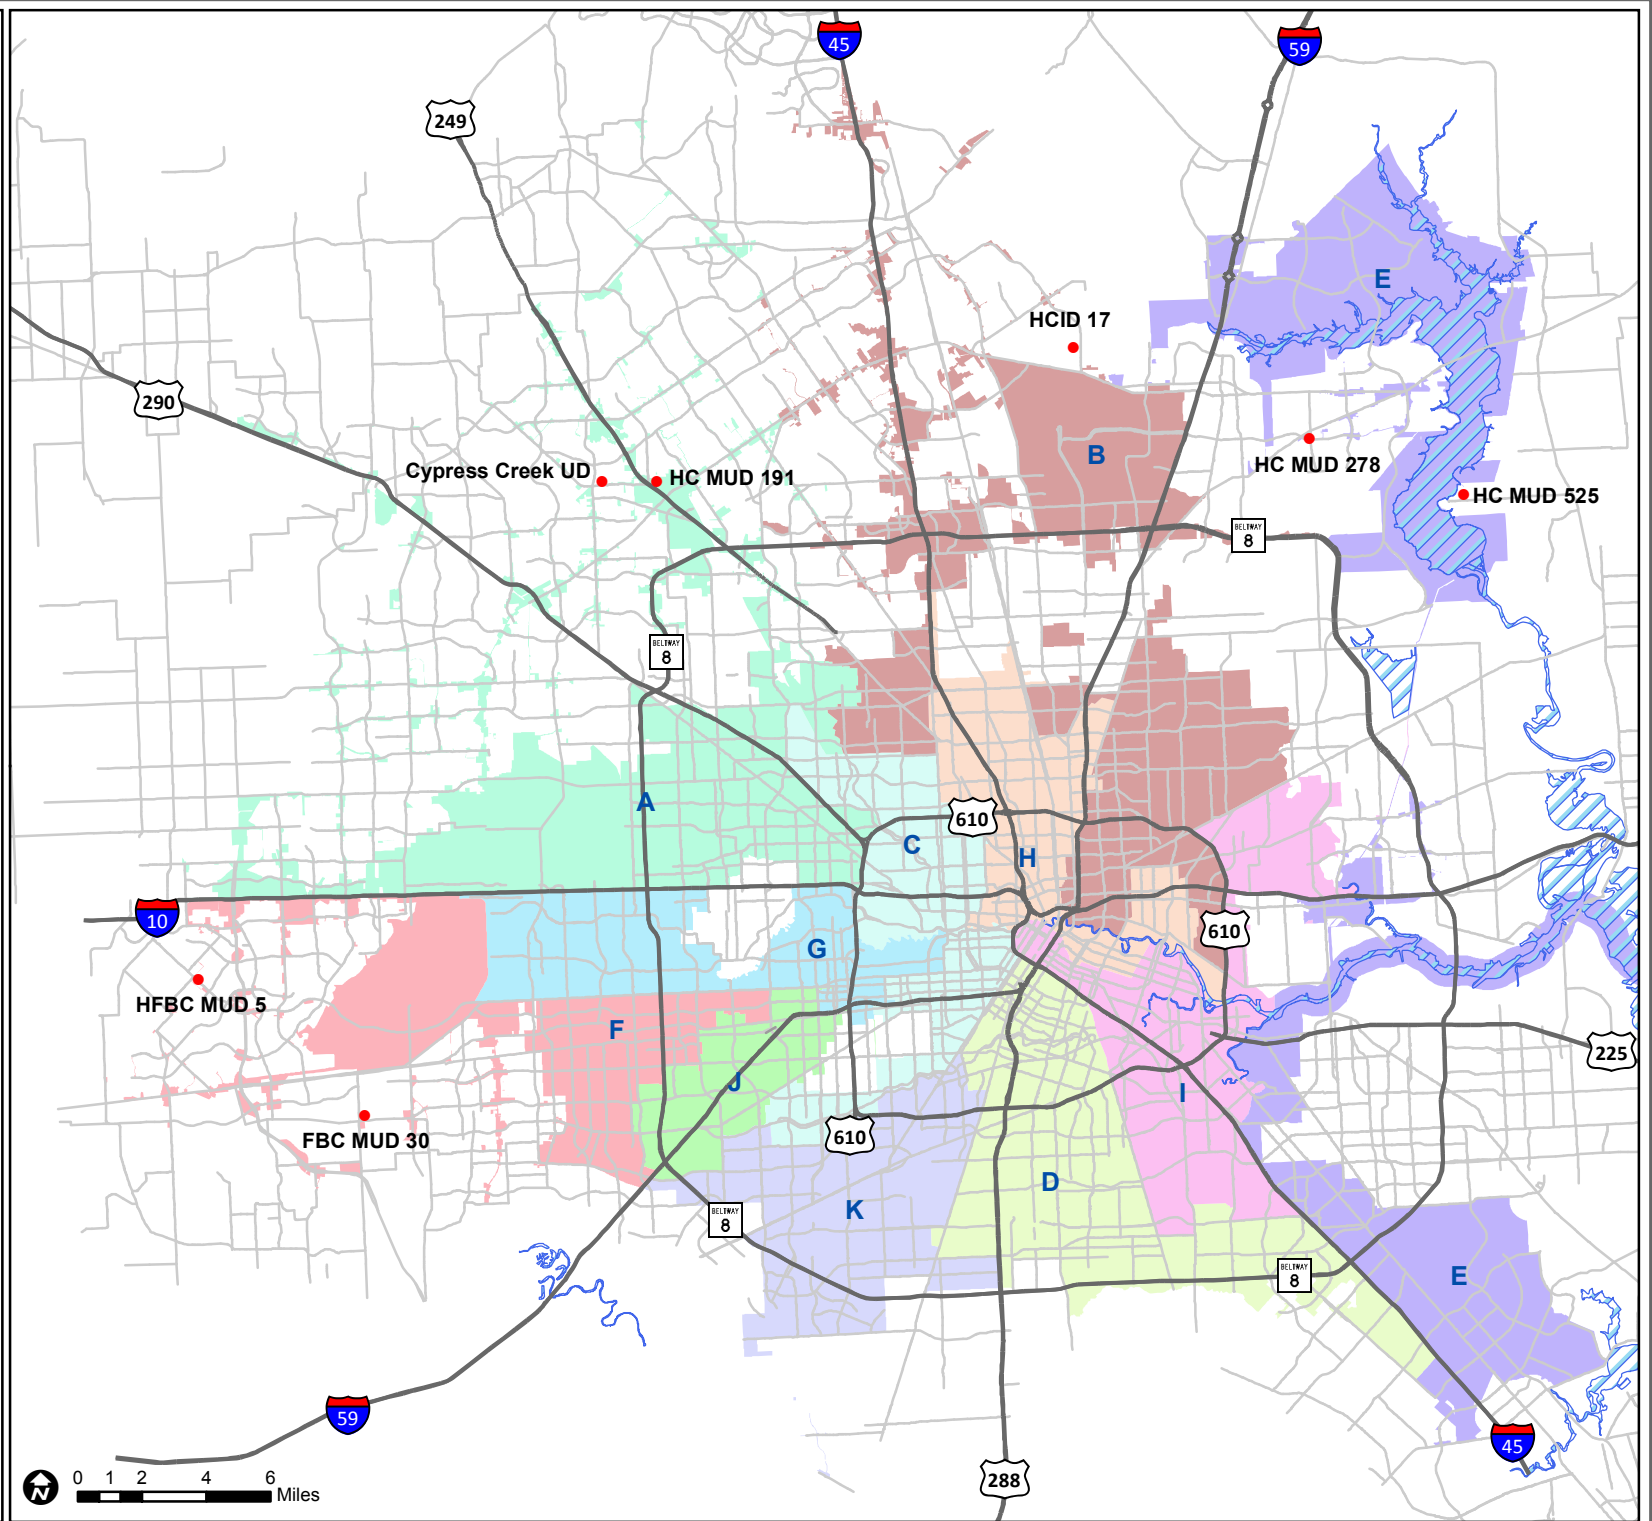 45
59
249
E
HCID 17
290
B
Cypress Creek UD
HC MUD 191
HC MUD 278
HC MUD 525
BELTWAY
8
BELTWAY
8
A
610
C
H
10
610
G
HFBC MUD 5
F
225
J
I
FBC MUD 30
610
D
K
BELTWAY
8
E
BELTWAY
8
59
45
288
N
0 1 2 4 6
Miles